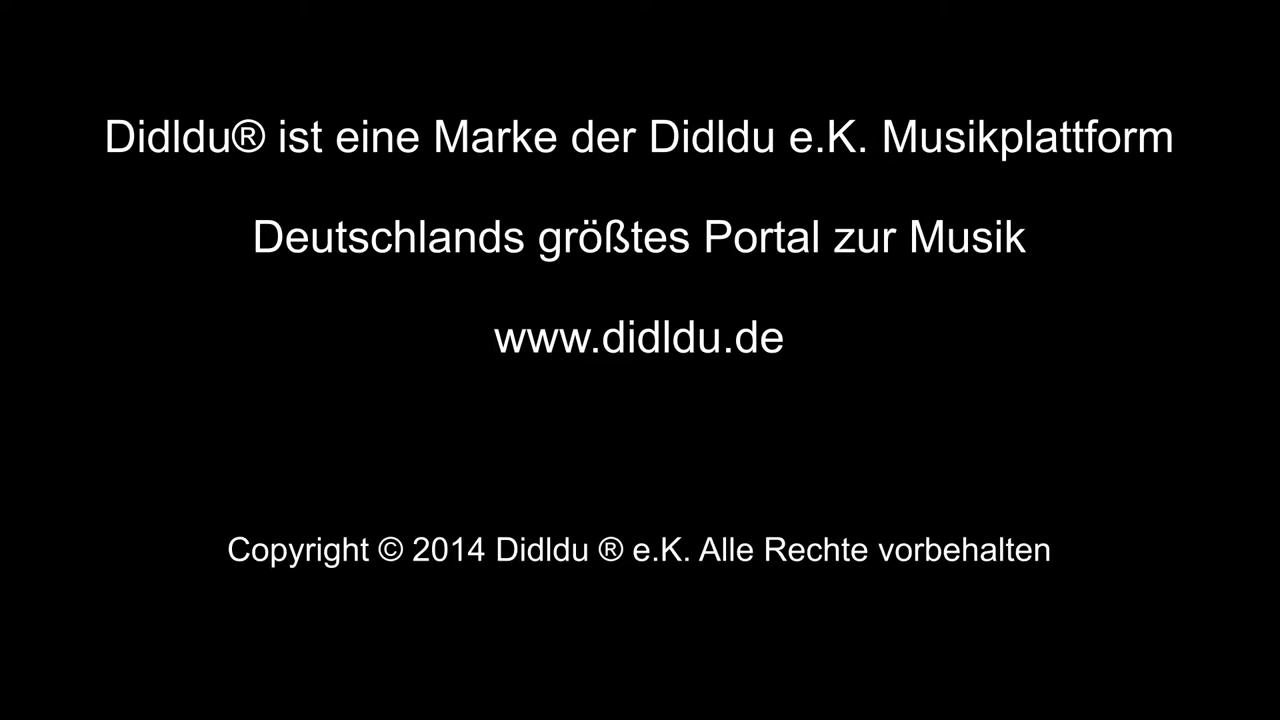 Didldu® ist eine Marke der Didldu e.K. Musikplattform
Deutschlands größtes Portal zur Musik
www.didldu.de
Copyright © 2014 Didldu ® e.K. Alle Rechte vorbehalten